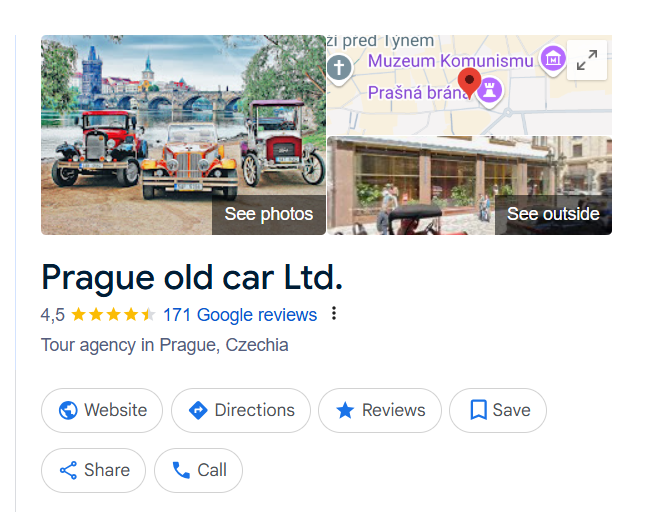 ži před Týnem
Muzeum Komunismu
Prašná brána
See photos
See outside
Prague old car Ltd.
4,5 171 Google reviews
Tour agency in Prague, Czechia
Website Directions Reviews Save
Share Call